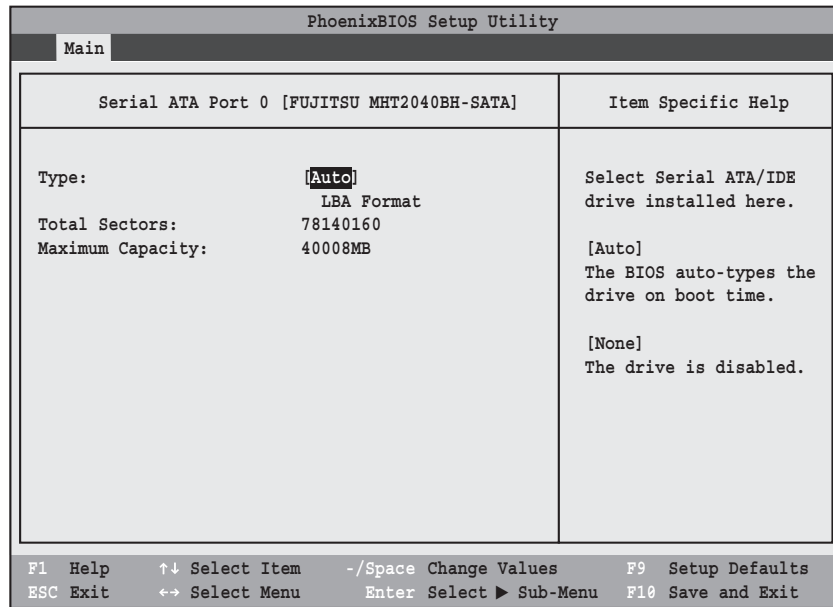 PhoenixBIOS Setup Utility
Main
Serial ATA Port 0 [FUJITSU MHT2040BH-SATA]
Item Specific Help
Type: [Auto]
LBA Format
Total Sectors: 78140160
Maximum Capacity: 40008MB
Select Serial ATA/IDE
drive installed here.
[Auto]
The BIOS auto-types the
drive on boot time.
[None]
The drive is disabled.
F1 Help ↑↓ Select Item -/Space Change Values F9 Setup Defaults
ESC Exit ←→ Select Menu Enter Select ▶ Sub-Menu F10 Save and Exit